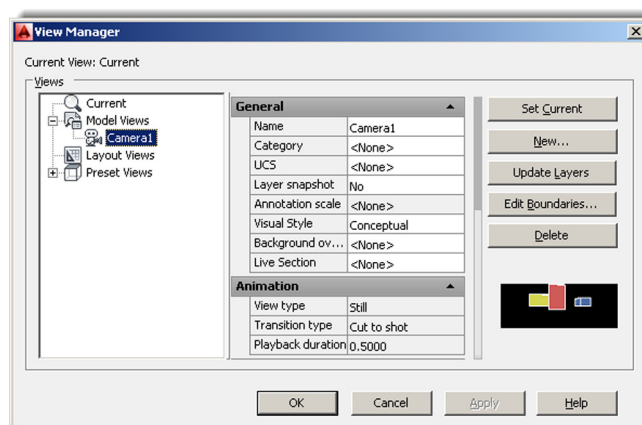 View Manager
Current View: Current
Views
Current
Model Views
Camera1
Layout Views
Preset Views
General
Name Camera1
Category <None>
UCS <None>
Layer snapshot No
Annotation scale <None>
Visual Style Conceptual
Background ov... <None>
Live Section <None>
Animation
View type Still
Transition type Cut to shot
Playback duration 0.5000
Set Current
New...
Update Layers
Edit Boundaries...
Delete
OK Cancel Apply Help